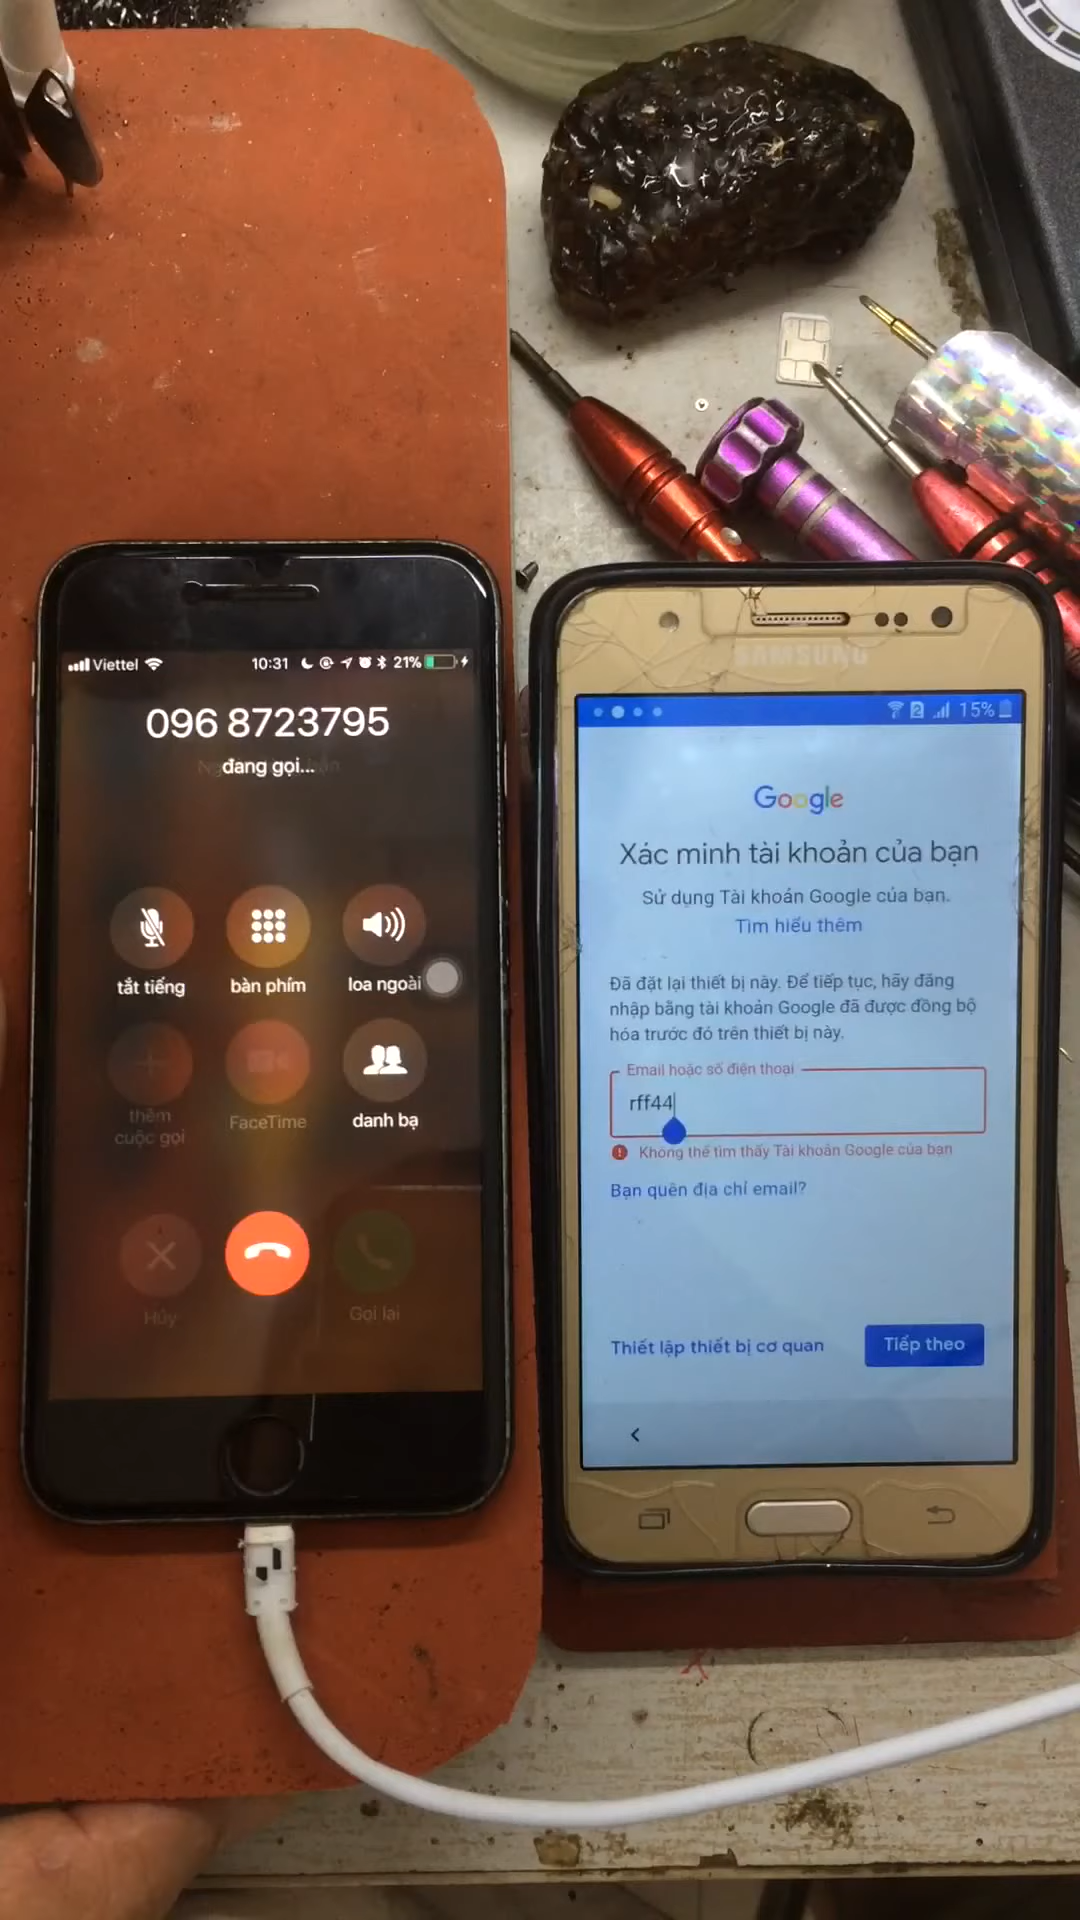 Viettel
10:31
21%
096 8723795
đang gọi...
tắt tiếng
bàn phím
loa ngoài
thêm
cuộc gọi
FaceTime
danh bạ
Hủy
Gọi lại
SAMSUNG
2
15%
Google
Xác minh tài khoản của bạn
Sử dụng Tài khoản Google của bạn.
Tìm hiểu thêm
Đã đặt lại thiết bị này. Để tiếp tục, hãy đăng
nhập bằng tài khoản Google đã được đồng bộ
hóa trước đó trên thiết bị này.
Email hoặc số điện thoại
rff44
Không thể tìm thấy Tài khoản Google của bạn
Bạn quên địa chỉ email?
Thiết lập thiết bị cơ quan
Tiếp theo